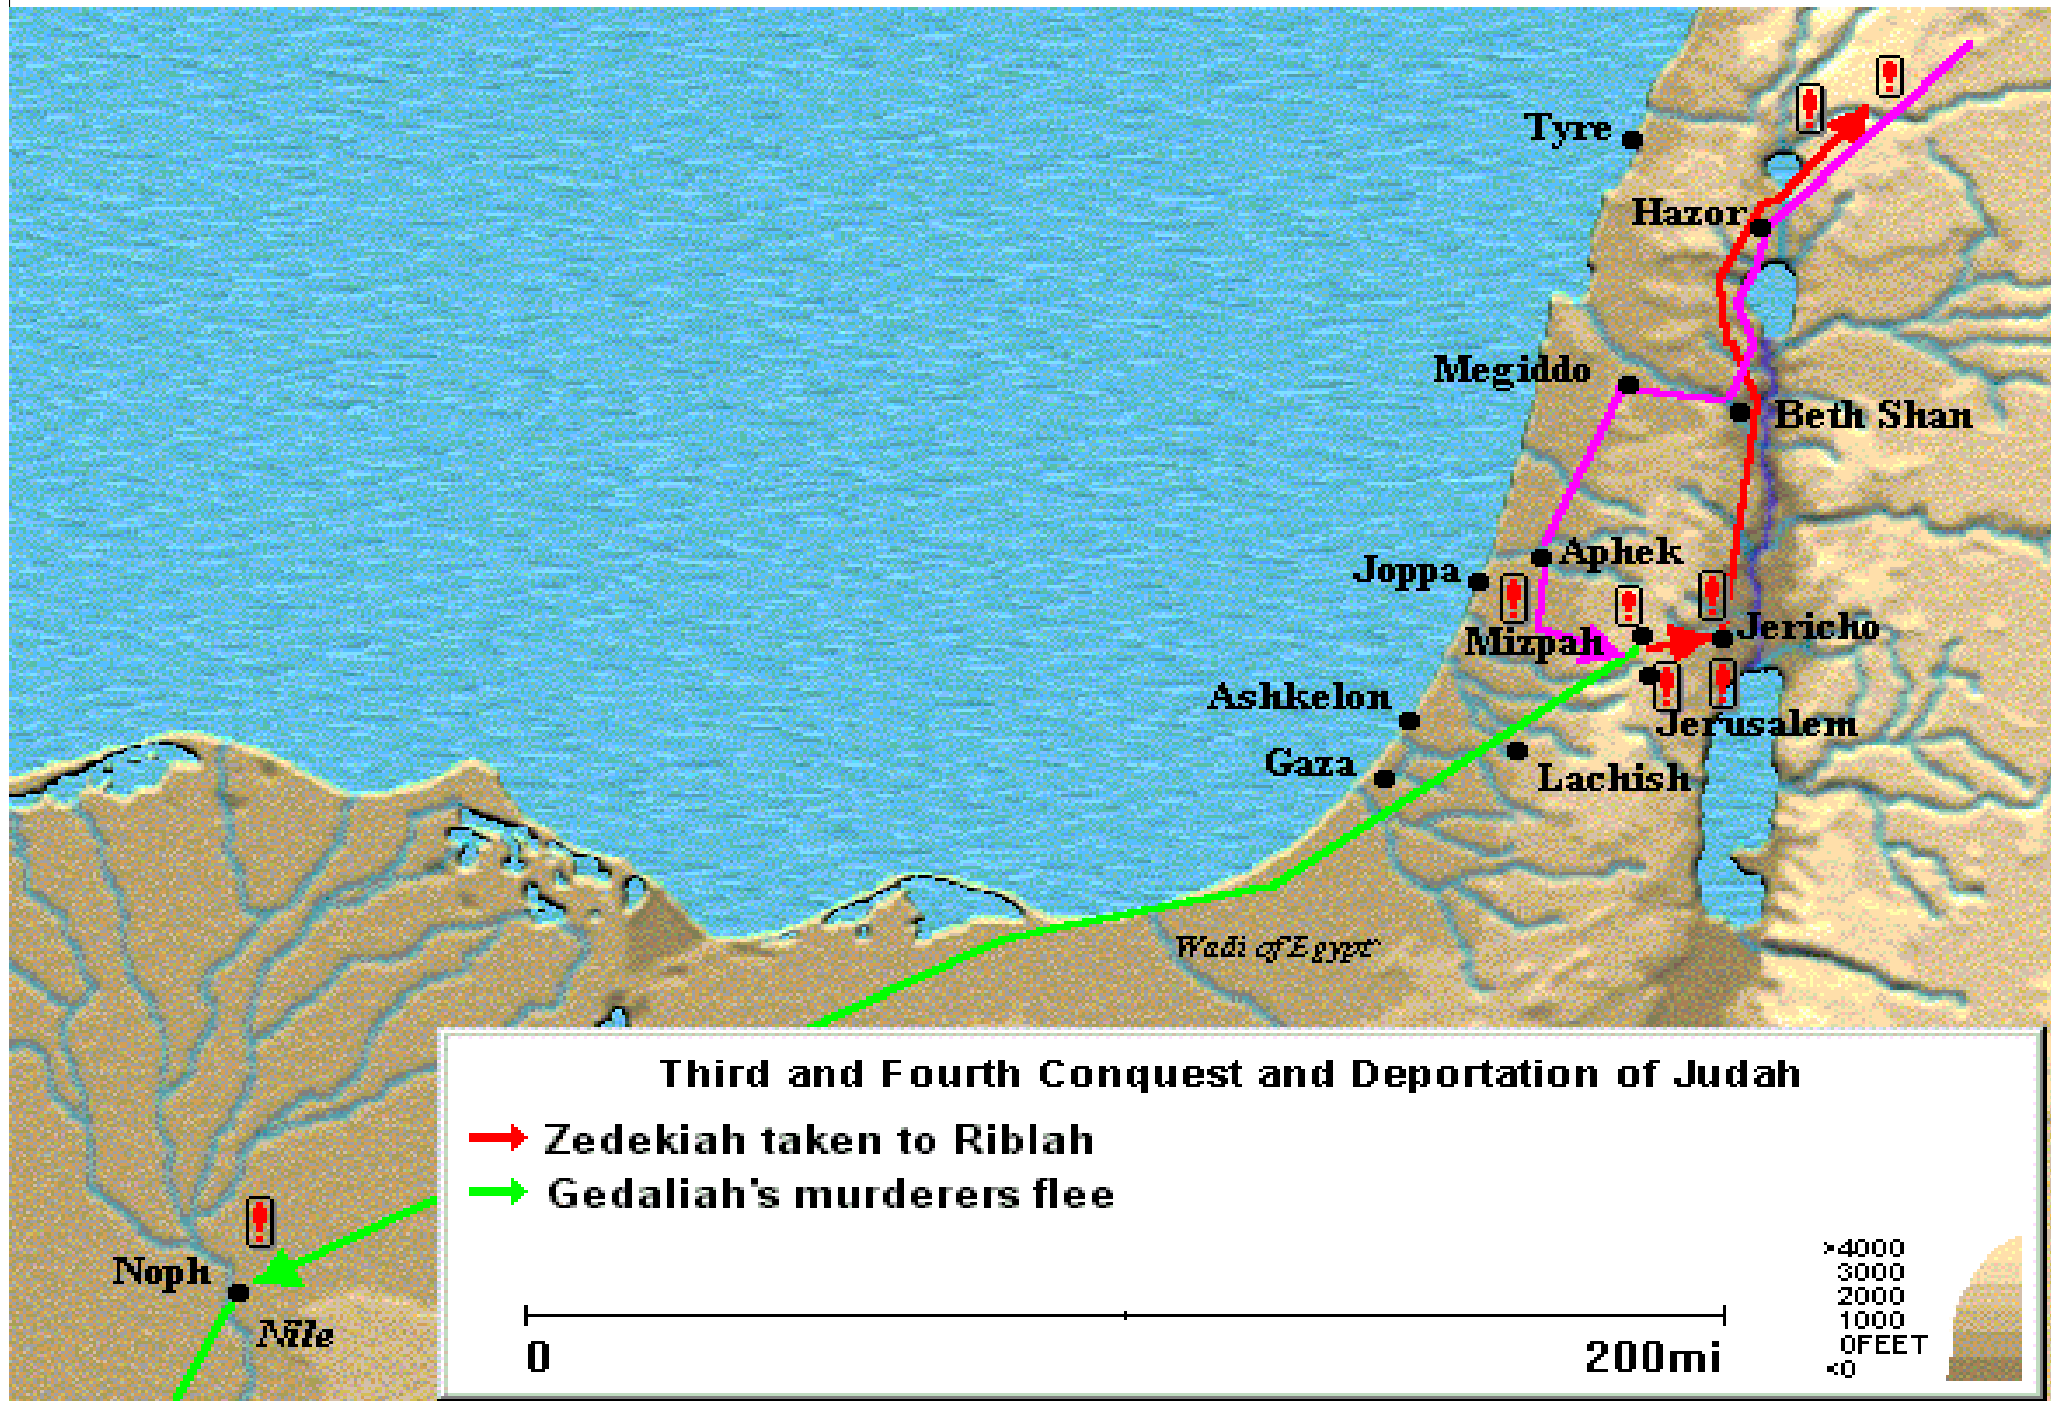 Tyre
Hazor
Megiddo
Beth Shan
Aphek
Joppa
Jericho
Mizpah
Ashkelon
Jerusalem
Gaza
Lachish
Wadi of Egypt
Third and Fourth Conquest and Deportation of Judah
Zedekiah taken to Riblah
Gedaliah's murderers flee
Noph
Nile
>4000
3000
2000
1000
0FEET
<0
0 200mi